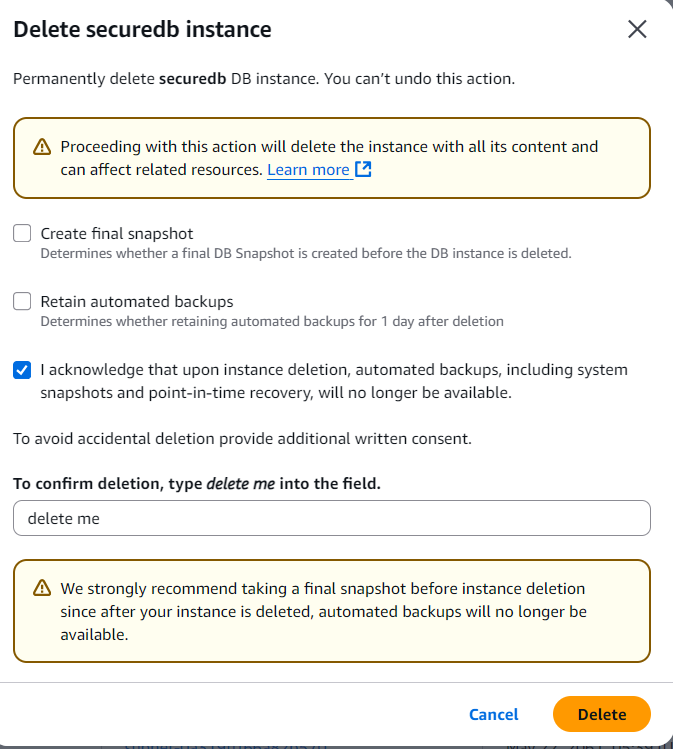 Delete securedb instance
Permanently delete securedb DB instance. You can’t undo this action.
Proceeding with this action will delete the instance with all its content and
can affect related resources. Learn more
Create final snapshot
Determines whether a final DB Snapshot is created before the DB instance is deleted.
Retain automated backups
Determines whether retaining automated backups for 1 day after deletion
I acknowledge that upon instance deletion, automated backups, including system
snapshots and point-in-time recovery, will no longer be available.
To avoid accidental deletion provide additional written consent.
To confirm deletion, type delete me into the field.
delete me
We strongly recommend taking a final snapshot before instance deletion
since after your instance is deleted, automated backups will no longer be
available.
Cancel
Delete